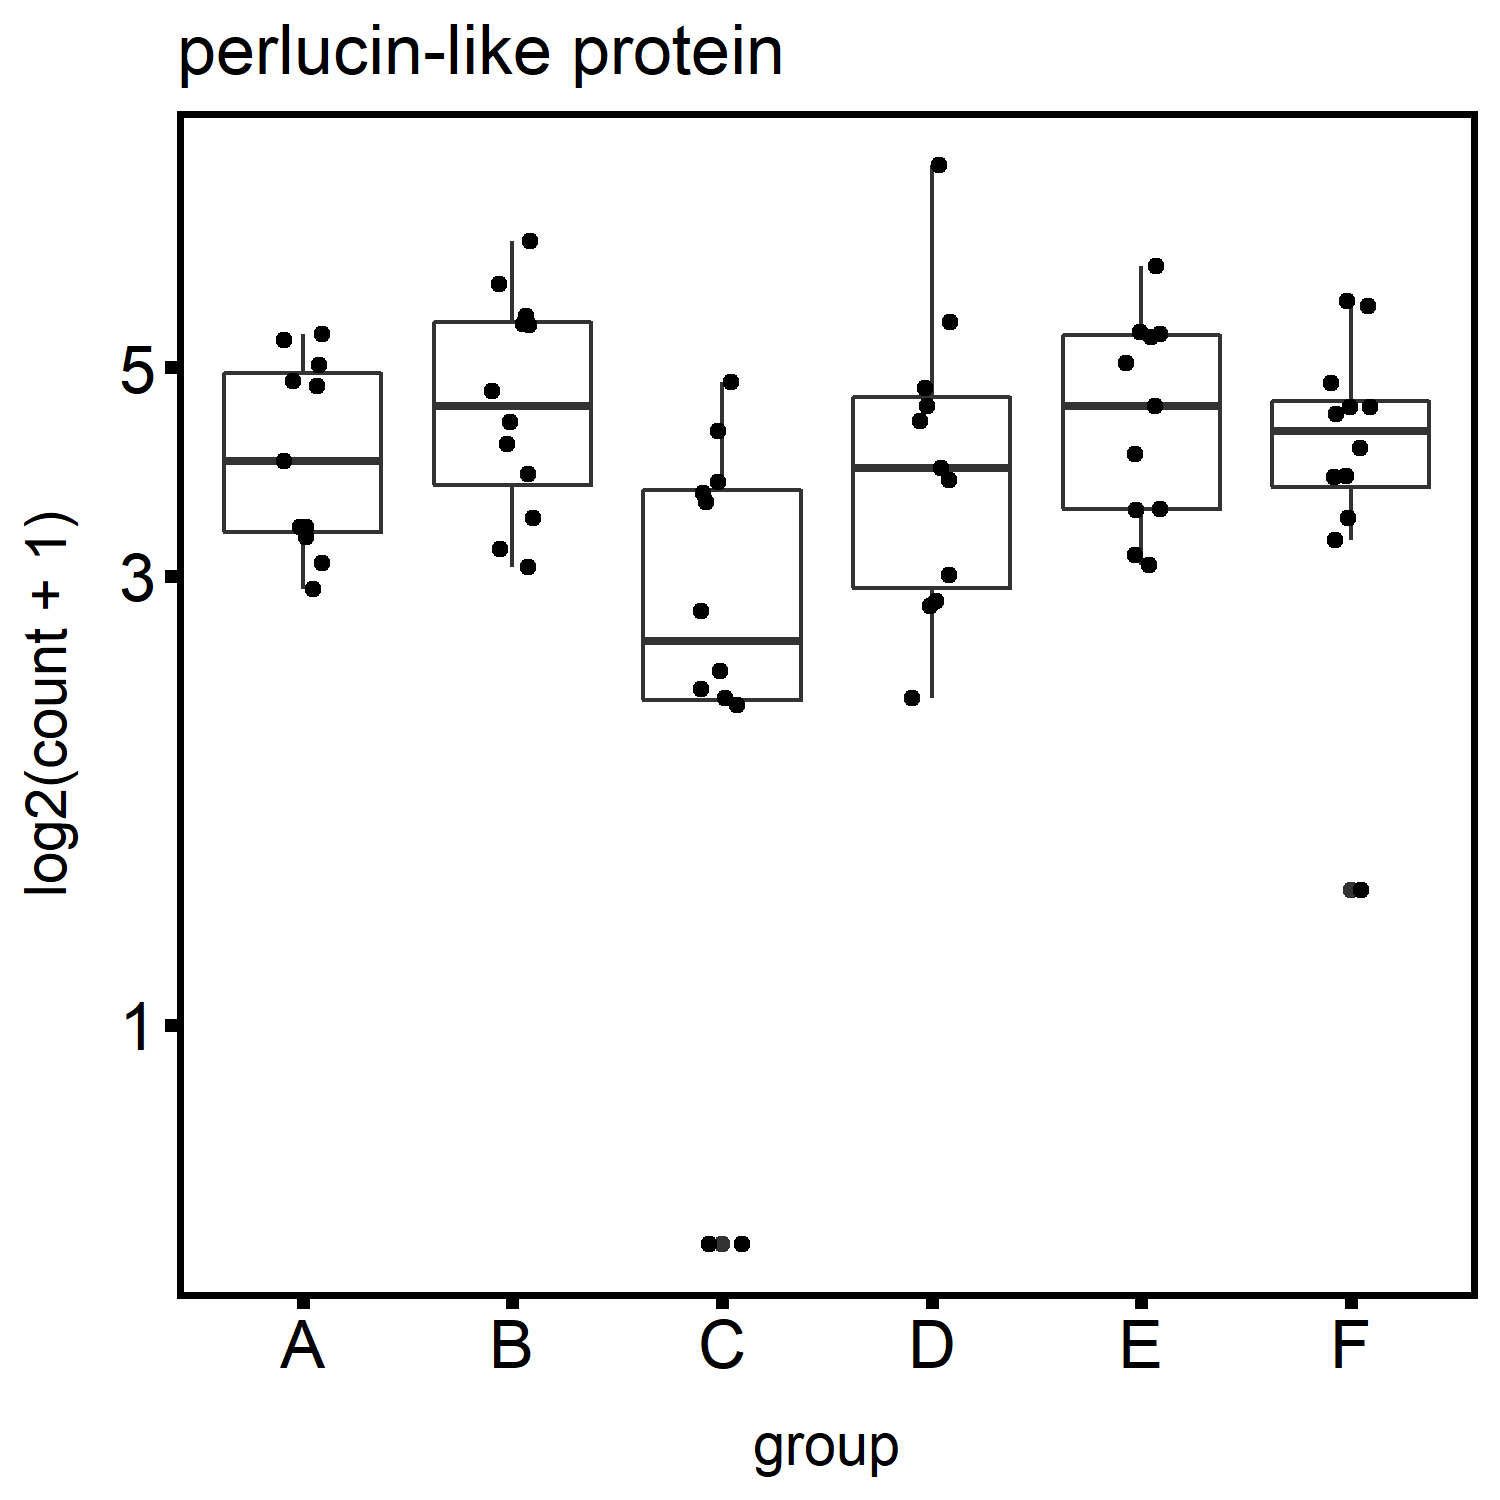 perlucin-like protein
log2(count + 1)
5
3
1
A B C D E F
group